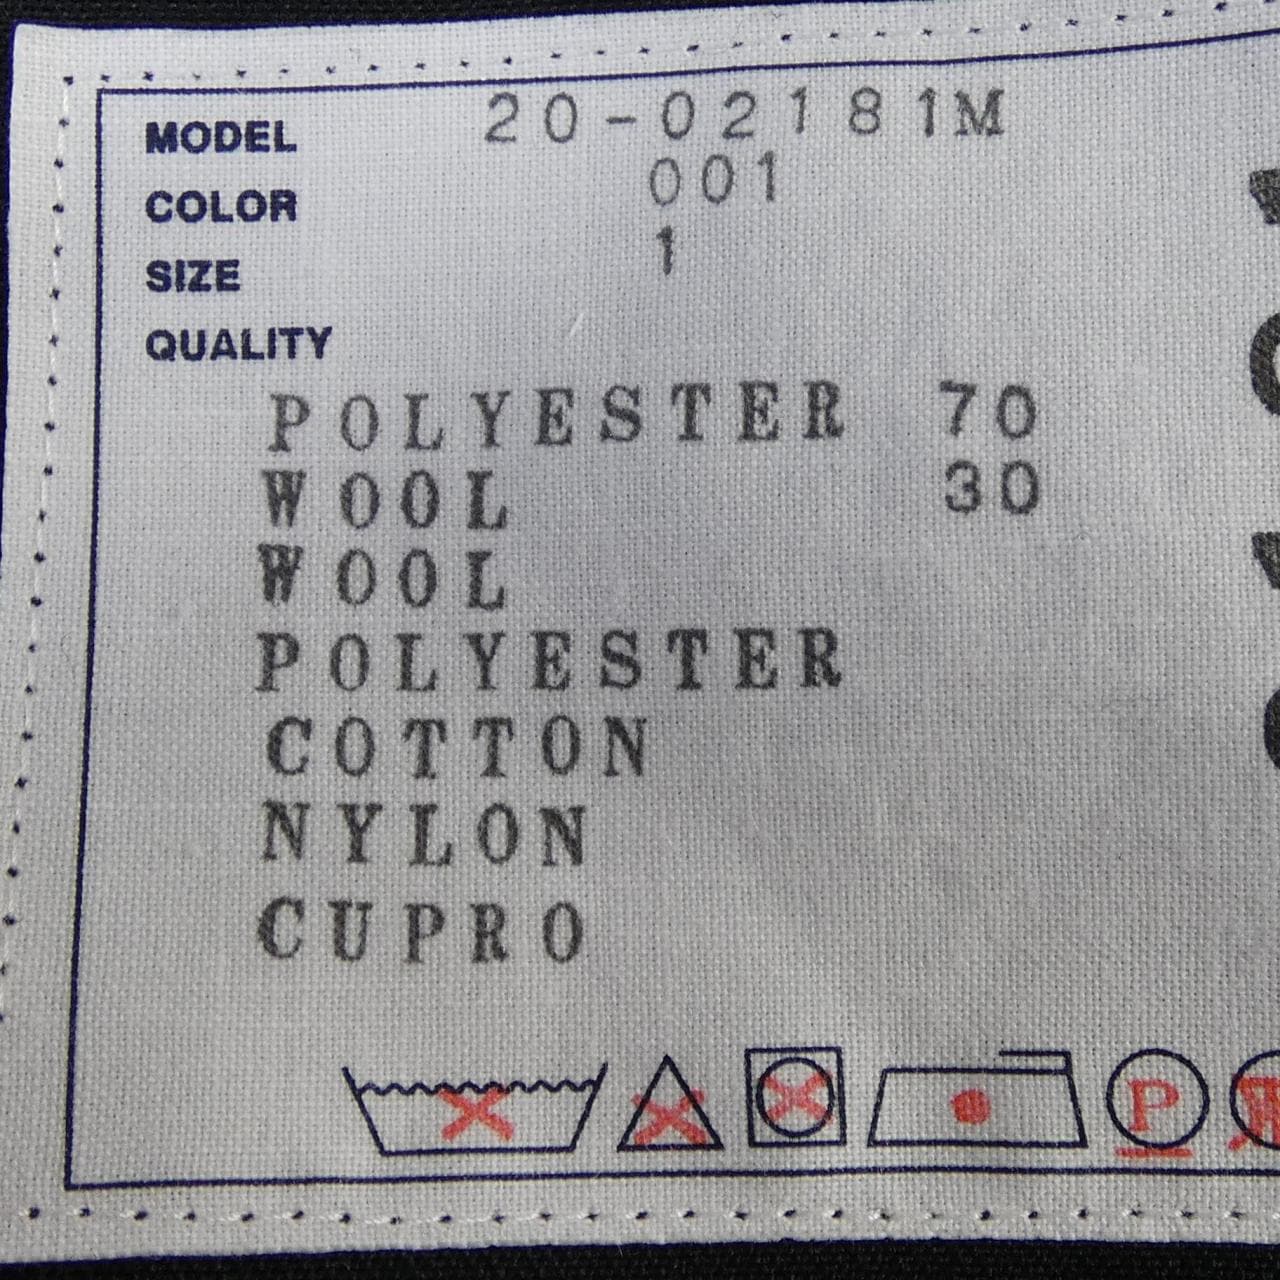 MODEL 20-02181M
COLOR 001
SIZE 1
QUALITY
POLYESTER 70
WOOL 30
WOOL
POLYESTER
COTTON
NYLON
CUPRO
P